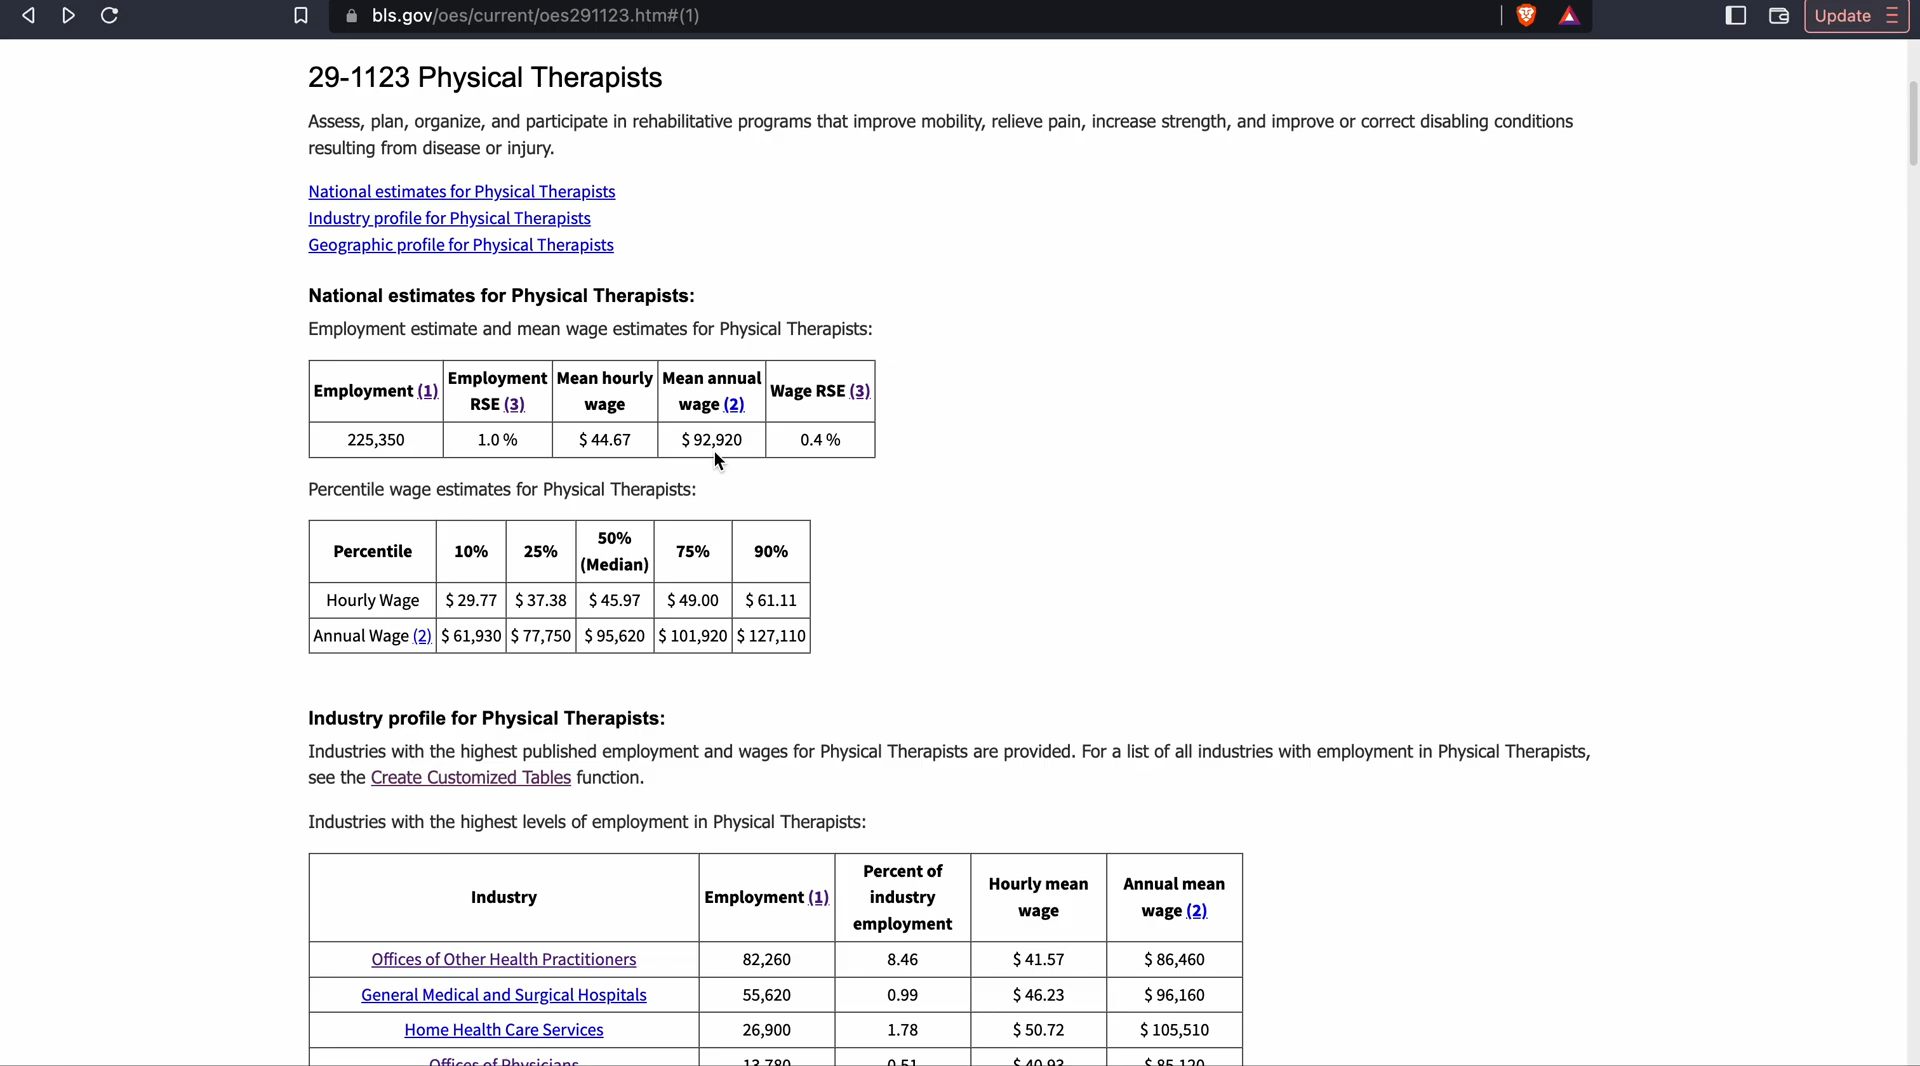 bls.gov/oes/current/oes291123.htm#(1)
Update
29-1123 Physical Therapists
Assess, plan, organize, and participate in rehabilitative programs that improve mobility, relieve pain, increase strength, and improve or correct disabling conditions
resulting from disease or injury.
National estimates for Physical Therapists
Industry profile for Physical Therapists
Geographic profile for Physical Therapists
National estimates for Physical Therapists:
Employment estimate and mean wage estimates for Physical Therapists:
Employment (1) Employment RSE (3) Mean hourly wage Mean annual wage (2) Wage RSE (3)
225,350 1.0 % $ 44.67 $ 92,920 0.4 %
Percentile wage estimates for Physical Therapists:
Percentile 10% 25% 50% (Median) 75% 90%
Hourly Wage $ 29.77 $ 37.38 $ 45.97 $ 49.00 $ 61.11
Annual Wage (2) $ 61,930 $ 77,750 $ 95,620 $ 101,920 $ 127,110
Industry profile for Physical Therapists:
Industries with the highest published employment and wages for Physical Therapists are provided. For a list of all industries with employment in Physical Therapists,
see the Create Customized Tables function.
Industries with the highest levels of employment in Physical Therapists:
Industry Employment (1) Percent of industry employment Hourly mean wage Annual mean wage (2)
Offices of Other Health Practitioners 82,260 8.46 $ 41.57 $ 86,460
General Medical and Surgical Hospitals 55,620 0.99 $ 46.23 $ 96,160
Home Health Care Services 26,900 1.78 $ 50.72 $ 105,510
Offices of Physicians 13,780 0.51 $ 40.93 $ 85,120